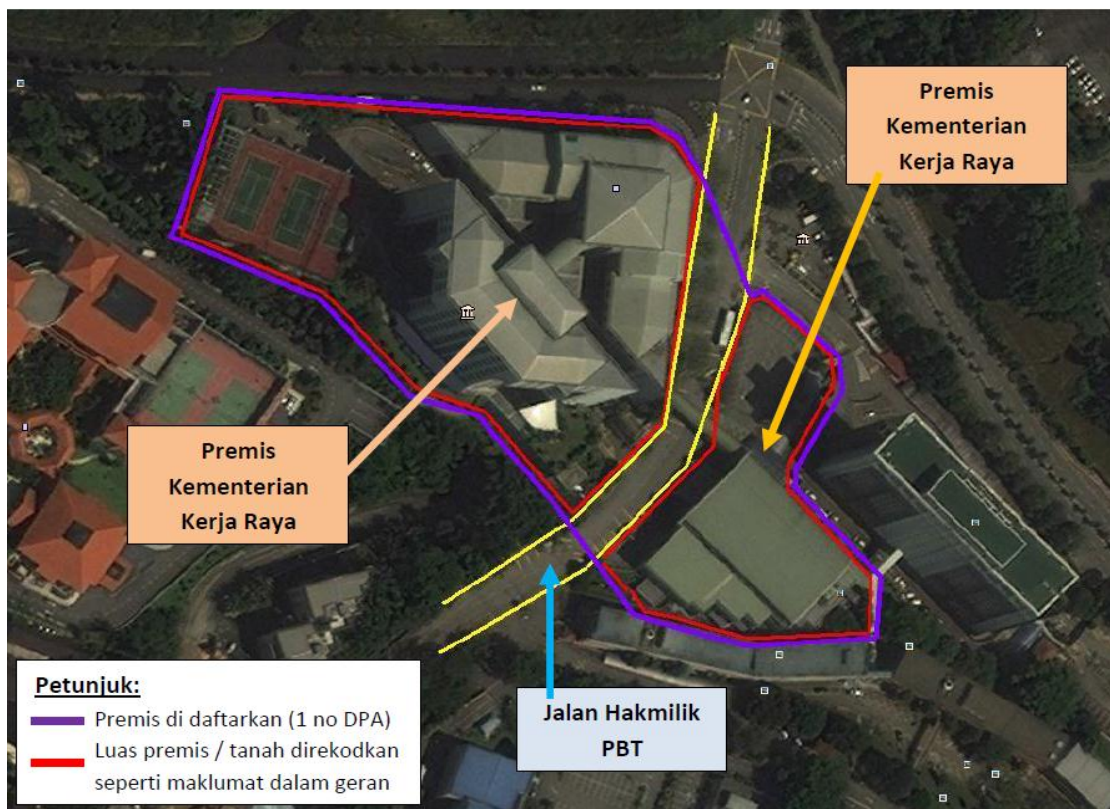 Premis
Kementerian
Kerja Raya
Premis
Kementerian
Kerja Raya
Jalan Hakmilik
PBT
Petunjuk:
Premis di daftarkan (1 no DPA)
Luas premis / tanah direkodkan
seperti maklumat dalam geran